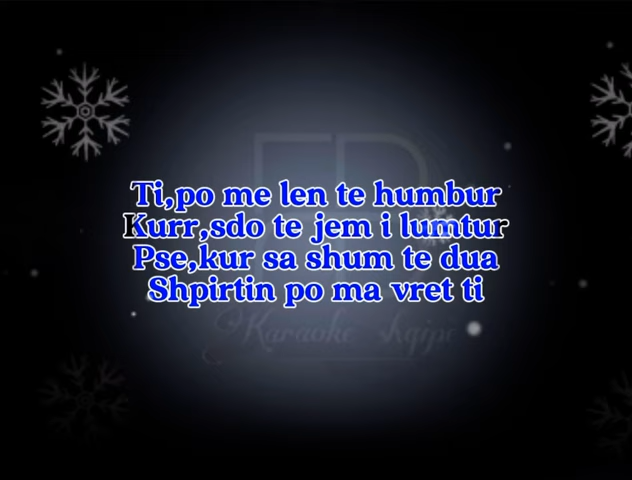 Ti,po me len te humbur
Kurr,sdo te jem i lumtur
Pse,kur sa shum te dua
Shpirtin po ma vret ti
Karaoke shqipe